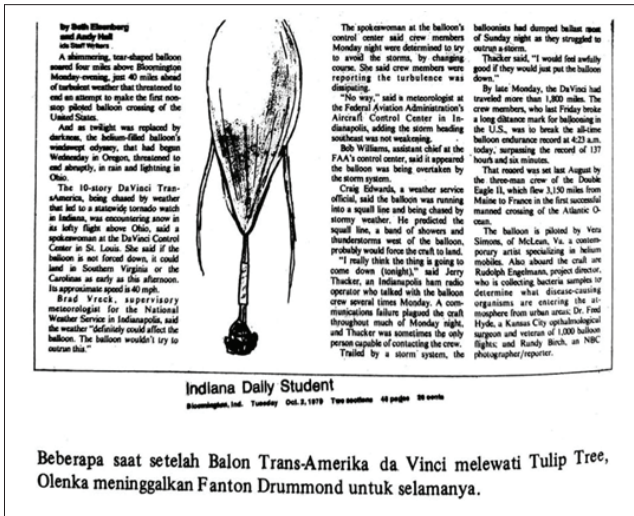 by Beth Elsenberg
and Andy Hall
ids Staff Writers
A shimmering, tear-shaped balloon
soared four miles above Bloomington
Monday evening, just 40 miles ahead
of turbulent weather that threatened to
end an attempt to make the first non-
stop piloted balloon crossing of the
United States.
And as twilight was replaced by
darkness, the helium-filled balloon's
windswept odyssey, that had begun
Wednesday in Oregon, threatened to
end abruptly, in rain and lightning in
Ohio.
The 10-story DaVinci Trans-
sAmerica, being chased by weather
that led to a statewide tornado watch
in Indiana, was encountering snow in
its lofty flight above Ohio, said a
spokeswoman at the DaVinci Control
Center in St. Louis. She said if the
balloon is not forced down, it could
land in Southern Virginia or the
Carolinas as early as this afternoon.
Its approximate speed is 40 mph.
Brad Vreck, supervisory
meteorologist for the National
Weather Service in Indianapolis, said
the weather "definitely could affect the
balloon. The balloon wouldn't try to
outrun this."
The spokeswoman at the balloon's
control center said crew members
Monday night were determined to try
to avoid the storms, by changing
course. She said crew members were
reporting the turbulence was
dissipating.
"No way," said a meteorologist at
the Federal Aviation Administration's
Aircraft Control Center in In-
dianapolis, adding the storm heading
southeast was not weakening.
Bob Williams, assistant chief at the
FAA's control center, said it appeared
the balloon was being overtaken by
the storm system.
Craig Edwards, a weather service
official, said the balloon was running
into a squall line and being chased by
stormy weather. He predicted the
squall line, a band of showers and
thunderstorms west of the balloon,
probably would force the craft to land.
"I really think the thing is going to
come down (tonight)," said Jerry
Thacker, an Indianapolis ham radio
operator who talked with the balloon
crew several times Monday. A com-
munications failure plagued the craft
throughout much of Monday night,
and Thacker was sometimes the only
person capable of contacting the crew.
Trailed by a storm system, the
balloonists had dumped ballast most
of Sunday night as they struggled to
outrun a storm.
Thacker said, "I would feel awfully
good if they would just put the balloon
down."
By late Monday, the DaVinci had
traveled more than 1,800 miles. The
crew members, who last Friday broke
a long distance mark for ballooning in
the U.S., was to break the all-time
balloon endurance record at 4:23 a.m.
today, surpassing the record of 137
hours and six minutes.
That record was set last August by
the three-man crew of the Double
Eagle II, which flew 3,150 miles from
Maine to France in the first successful
manned crossing of the Atlantic O-
cean.
The balloon is piloted by Vera
Simons, of McLean, Va. a contem-
porary artist specializing in helium
mobiles. Also aboard the craft are
Rudolph Engelmann, project director,
who is collecting bacteria samples to
determine what disease-causing
organisms are entering the at-
mosphere from urban areas; Dr. Fred
Hyde, a Kansas City opthalmological
surgeon and veteran of 1,000 balloon
flights; and Randy Birch, an NBC
photographer/reporter.
Indiana Daily Student
Bloomington, Ind. Tuesday Oct. 2, 1979 Two sections 48 pages 20 cents
Beberapa saat setelah Balon Trans-Amerika da Vinci melewati Tulip Tree,
Olenka meninggalkan Fanton Drummond untuk selamanya.